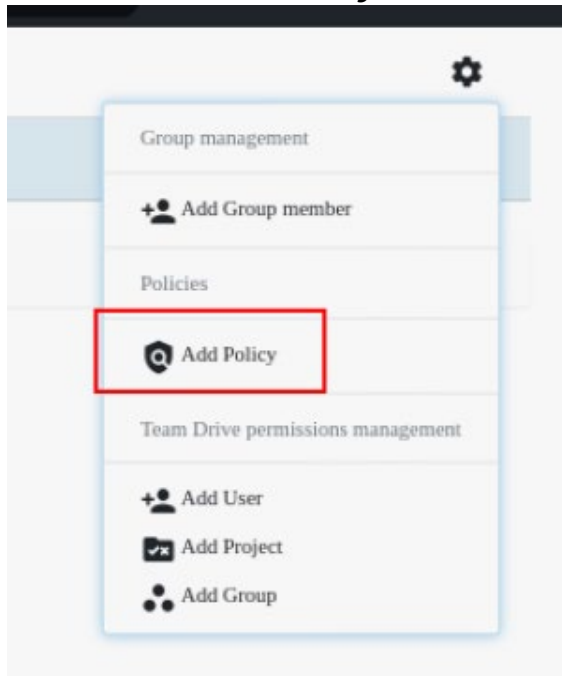 Group management
Add Group member
Policies
Add Policy
Team Drive permissions management
Add User
Add Project
Add Group